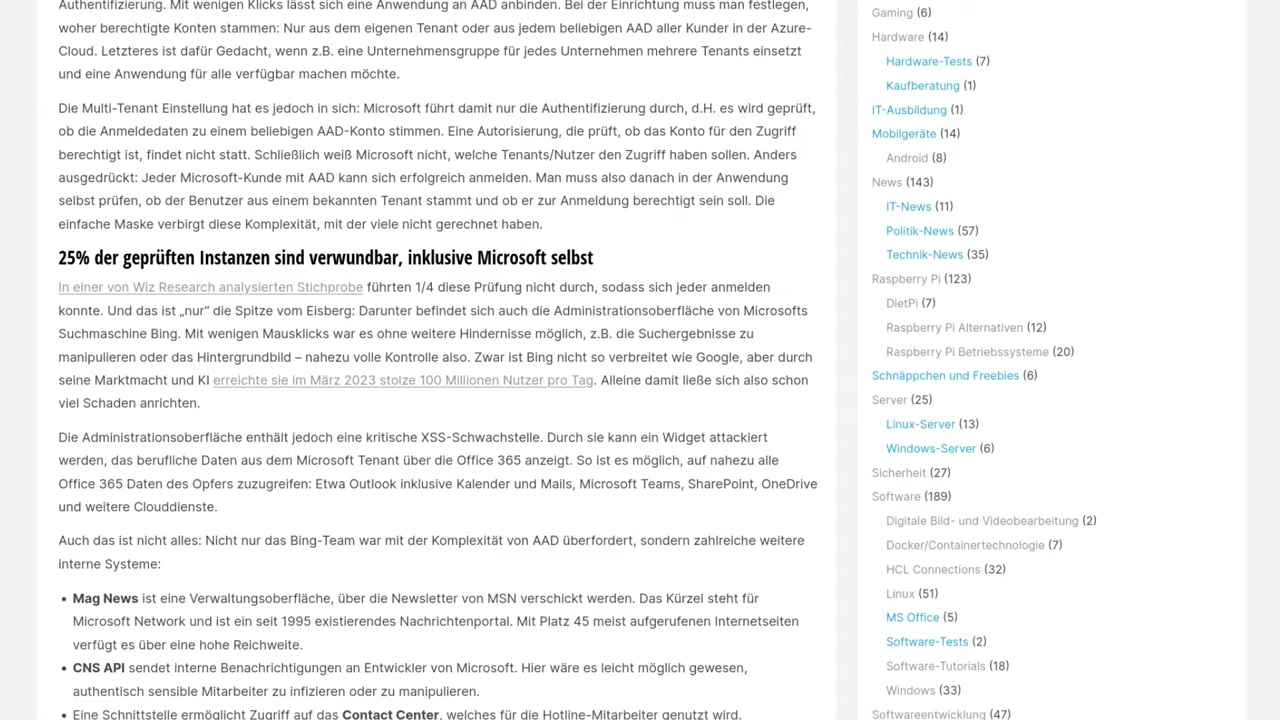 Authentifizierung. Mit wenigen Klicks lässt sich eine Anwendung an AAD anbinden. Bei der Einrichtung muss man festlegen,
woher berechtigte Konten stammen: Nur aus dem eigenen Tenant oder aus jedem beliebigen AAD aller Kunder in der Azure-
Cloud. Letzteres ist dafür Gedacht, wenn z.B. eine Unternehmensgruppe für jedes Unternehmen mehrere Tenants einsetzt
und eine Anwendung für alle verfügbar machen möchte.
Die Multi-Tenant Einstellung hat es jedoch in sich: Microsoft führt damit nur die Authentifizierung durch, d.H. es wird geprüft,
ob die Anmeldedaten zu einem beliebigen AAD-Konto stimmen. Eine Autorisierung, die prüft, ob das Konto für den Zugriff
berechtigt ist, findet nicht statt. Schließlich weiß Microsoft nicht, welche Tenants/Nutzer den Zugriff haben sollen. Anders
ausgedrückt: Jeder Microsoft-Kunde mit AAD kann sich erfolgreich anmelden. Man muss also danach in der Anwendung
selbst prüfen, ob der Benutzer aus einem bekannten Tenant stammt und ob er zur Anmeldung berechtigt sein soll. Die
einfache Maske verbirgt diese Komplexität, mit der viele nicht gerechnet haben.
25% der geprüften Instanzen sind verwundbar, inklusive Microsoft selbst
In einer von Wiz Research analysierten Stichprobe führten 1/4 diese Prüfung nicht durch, sodass sich jeder anmelden
konnte. Und das ist „nur“ die Spitze vom Eisberg: Darunter befindet sich auch die Administrationsoberfläche von Microsofts
Suchmaschine Bing. Mit wenigen Mausklicks war es ohne weitere Hindernisse möglich, z.B. die Suchergebnisse zu
manipulieren oder das Hintergrundbild – nahezu volle Kontrolle also. Zwar ist Bing nicht so verbreitet wie Google, aber durch
seine Marktmacht und KI erreichte sie im März 2023 stolze 100 Millionen Nutzer pro Tag. Alleine damit ließe sich also schon
viel Schaden anrichten.
Die Administrationsoberfläche enthält jedoch eine kritische XSS-Schwachstelle. Durch sie kann ein Widget attackiert
werden, das berufliche Daten aus dem Microsoft Tenant über die Office 365 anzeigt. So ist es möglich, auf nahezu alle
Office 365 Daten des Opfers zuzugreifen: Etwa Outlook inklusive Kalender und Mails, Microsoft Teams, SharePoint, OneDrive
und weitere Clouddienste.
Auch das ist nicht alles: Nicht nur das Bing-Team war mit der Komplexität von AAD überfordert, sondern zahlreiche weitere
interne Systeme:
• Mag News ist eine Verwaltungsoberfläche, über die Newsletter von MSN verschickt werden. Das Kürzel steht für
Microsoft Network und ist ein seit 1995 existierendes Nachrichtenportal. Mit Platz 45 meist aufgerufenen Internetseiten
verfügt es über eine hohe Reichweite.
• CNS API sendet interne Benachrichtigungen an Entwickler von Microsoft. Hier wäre es leicht möglich gewesen,
authentisch sensible Mitarbeiter zu infizieren oder zu manipulieren.
• Eine Schnittstelle ermöglicht Zugriff auf das Contact Center, welches für die Hotline-Mitarbeiter genutzt wird.
Gaming (6)
Hardware (14)
Hardware-Tests (7)
Kaufberatung (1)
IT-Ausbildung (1)
Mobilgeräte (14)
Android (8)
News (143)
IT-News (11)
Politik-News (57)
Technik-News (35)
Raspberry Pi (123)
DietPi (7)
Raspberry Pi Alternativen (12)
Raspberry Pi Betriebssysteme (20)
Schnäppchen und Freebies (6)
Server (25)
Linux-Server (13)
Windows-Server (6)
Sicherheit (27)
Software (189)
Digitale Bild- und Videobearbeitung (2)
Docker/Containertechnologie (7)
HCL Connections (32)
Linux (51)
MS Office (5)
Software-Tests (2)
Software-Tutorials (18)
Windows (33)
Softwareentwicklung (47)